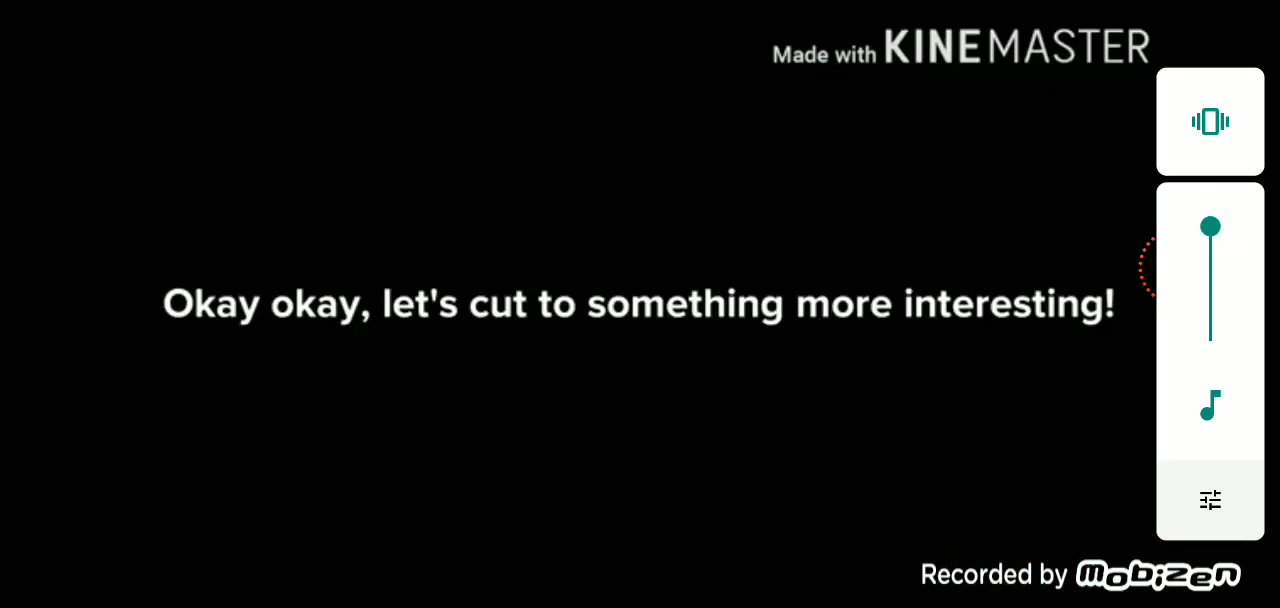 Made with KINEMASTER
Okay okay, let's cut to something more interesting!
Recorded by Mobizen